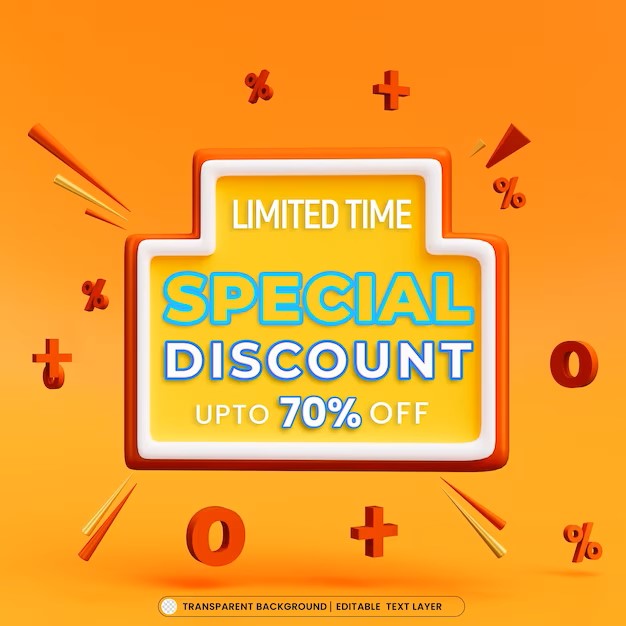 LIMITED TIME
SPECIAL
DISCOUNT
UPTO 70% OFF
TRANSPARENT BACKGROUND | EDITABLE TEXT LAYER